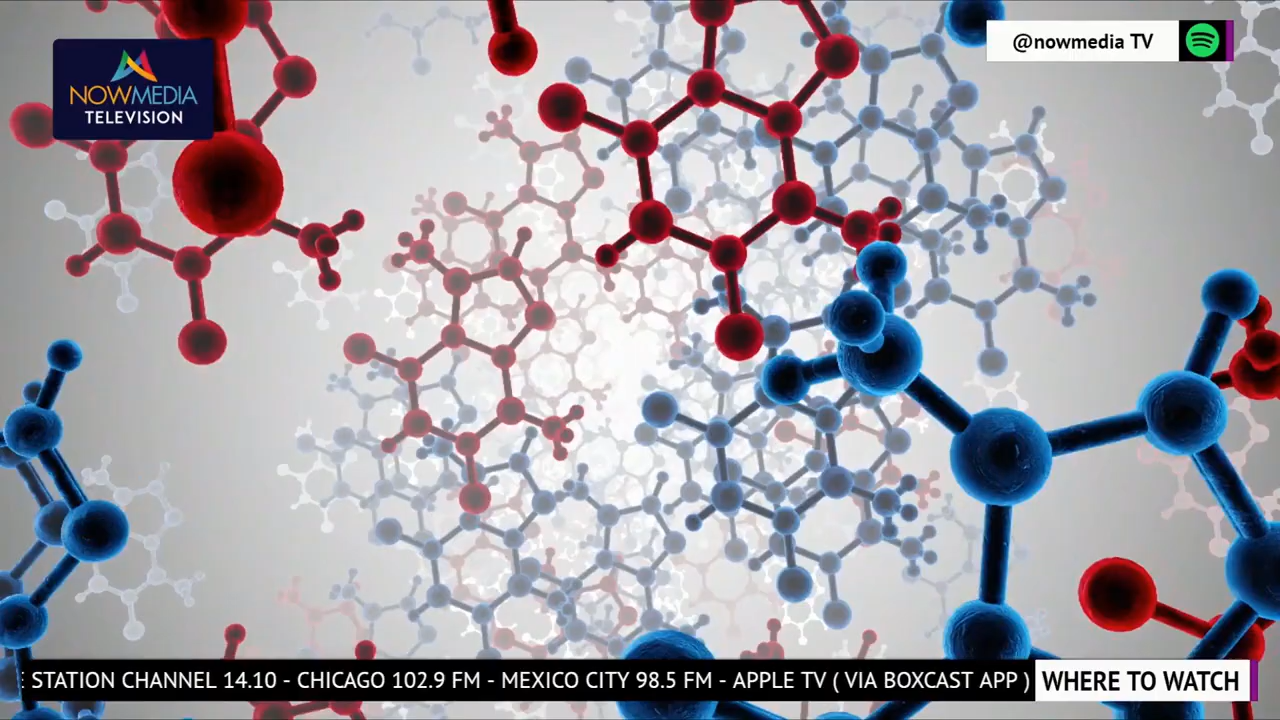 NOWMEDIA
TELEVISION
@nowmedia TV
STATION CHANNEL 14.10 - CHICAGO 102.9 FM - MEXICO CITY 98.5 FM - APPLE TV ( VIA BOXCAST APP )
WHERE TO WATCH